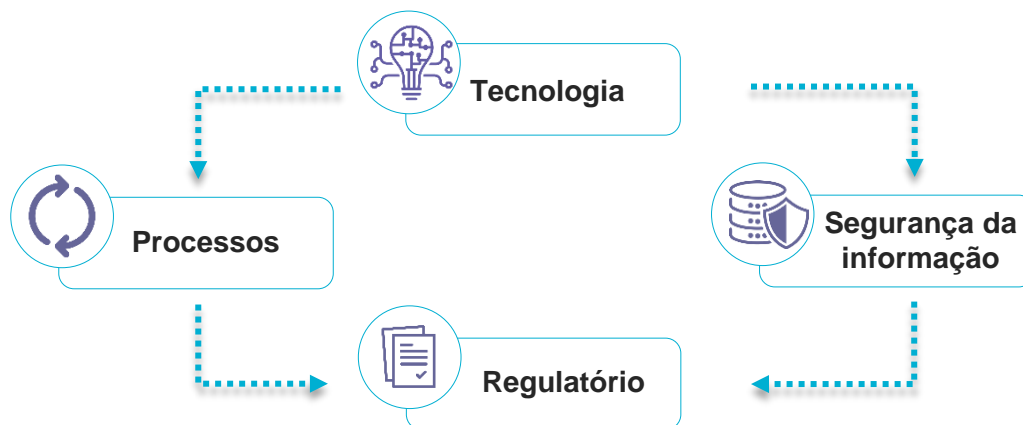 Tecnologia
Processos
Segurança da
informação
Regulatório